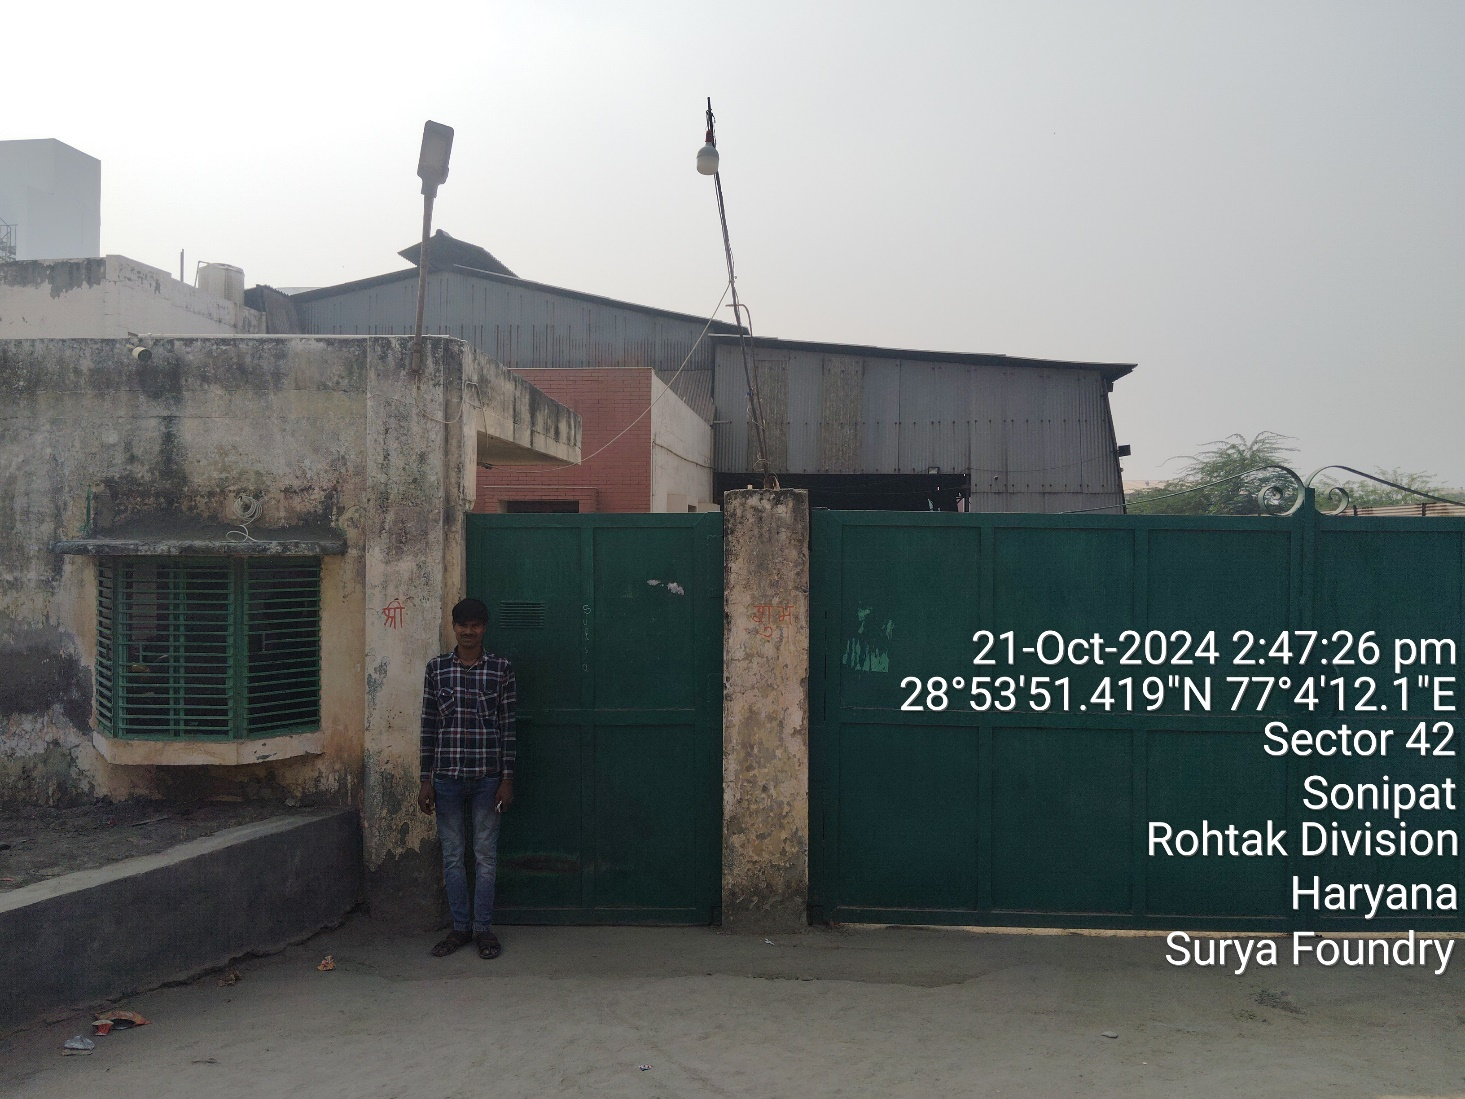 श्री
शुभ
21-Oct-2024 2:47:26 pm
28°53'51.419"N 77°4'12.1"E
Sector 42
Sonipat
Rohtak Division
Haryana
Surya Foundry